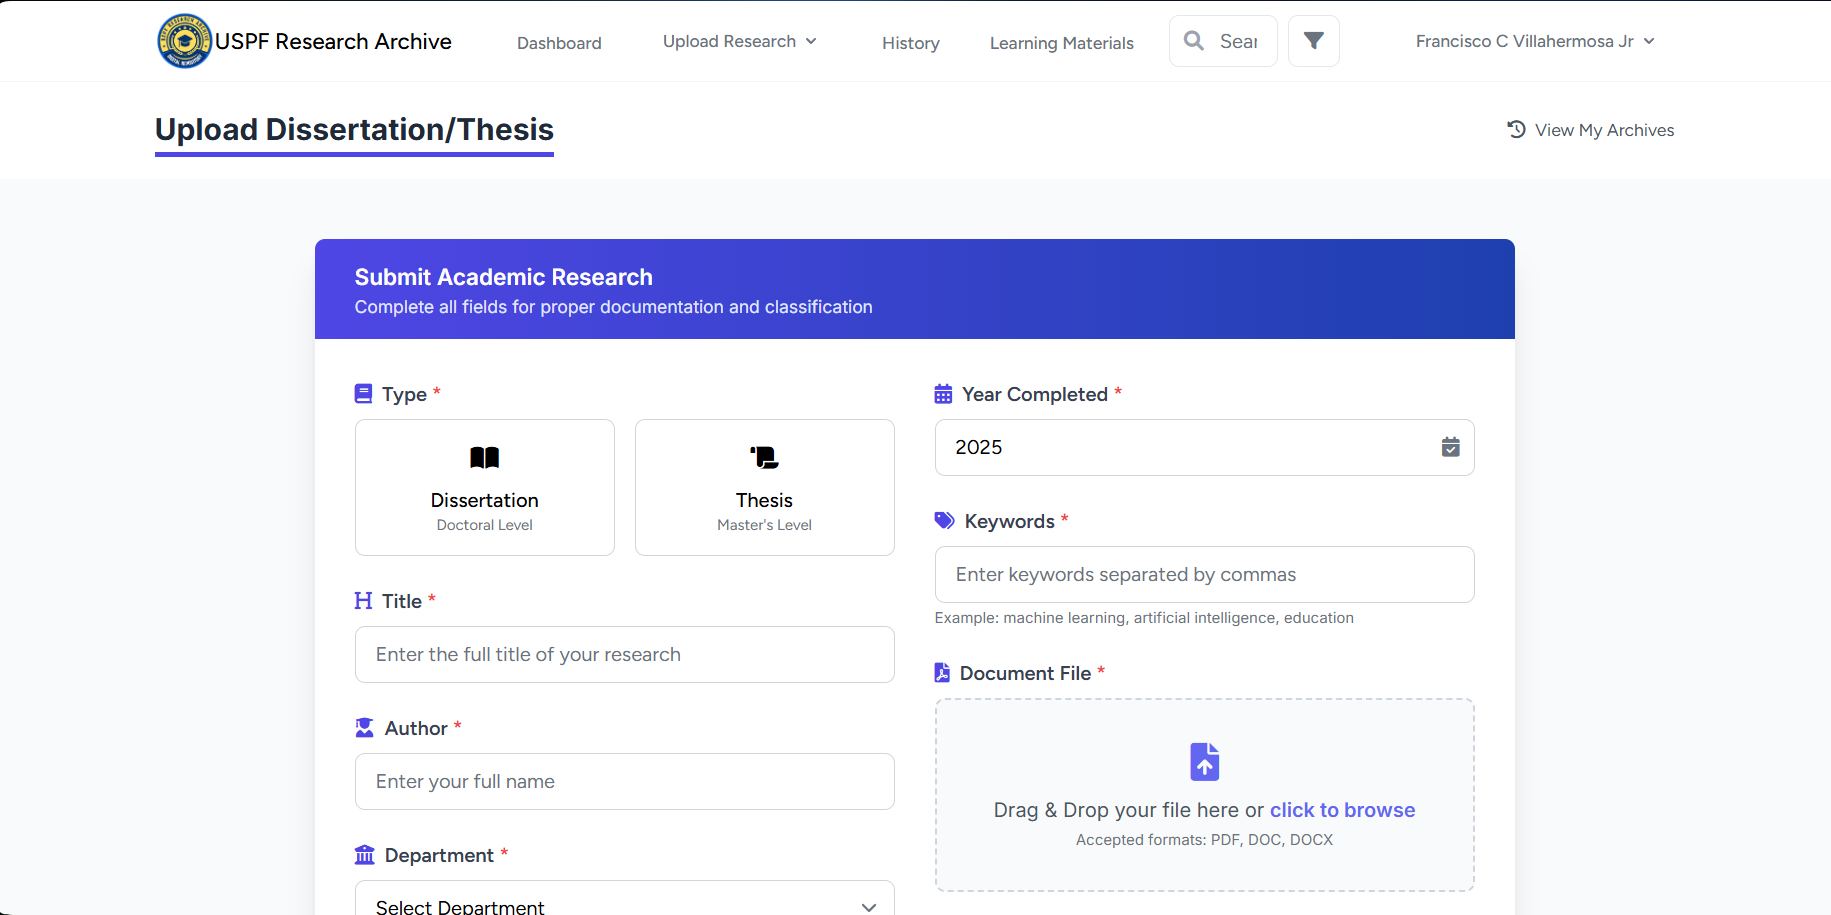 USPF Research Archive
Dashboard
Upload Research
History
Learning Materials
Sear
Francisco C Villahermosa Jr
Upload Dissertation/Thesis
View My Archives
Submit Academic Research
Complete all fields for proper documentation and classification
Type *
Dissertation
Doctoral Level
Thesis
Master's Level
Title *
Enter the full title of your research
Author *
Enter your full name
Department *
Select Department
Year Completed *
2025
Keywords *
Enter keywords separated by commas
Example: machine learning, artificial intelligence, education
Document File *
Drag & Drop your file here or click to browse
Accepted formats: PDF, DOC, DOCX